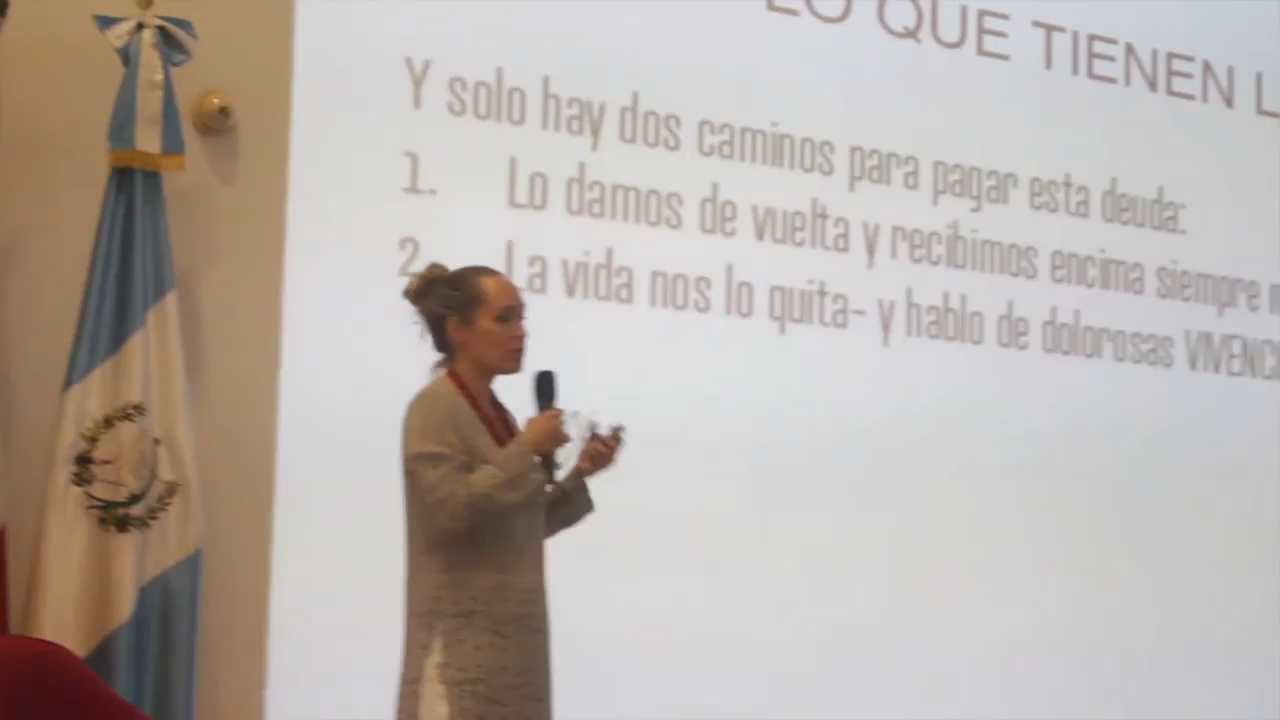 LO QUE TIENEN
Y solo hay dos caminos para pagar esta deuda:
1. Lo damos de vuelta y recibimos encima siempre
2. La vida nos lo quita- y hablo de dolorosas